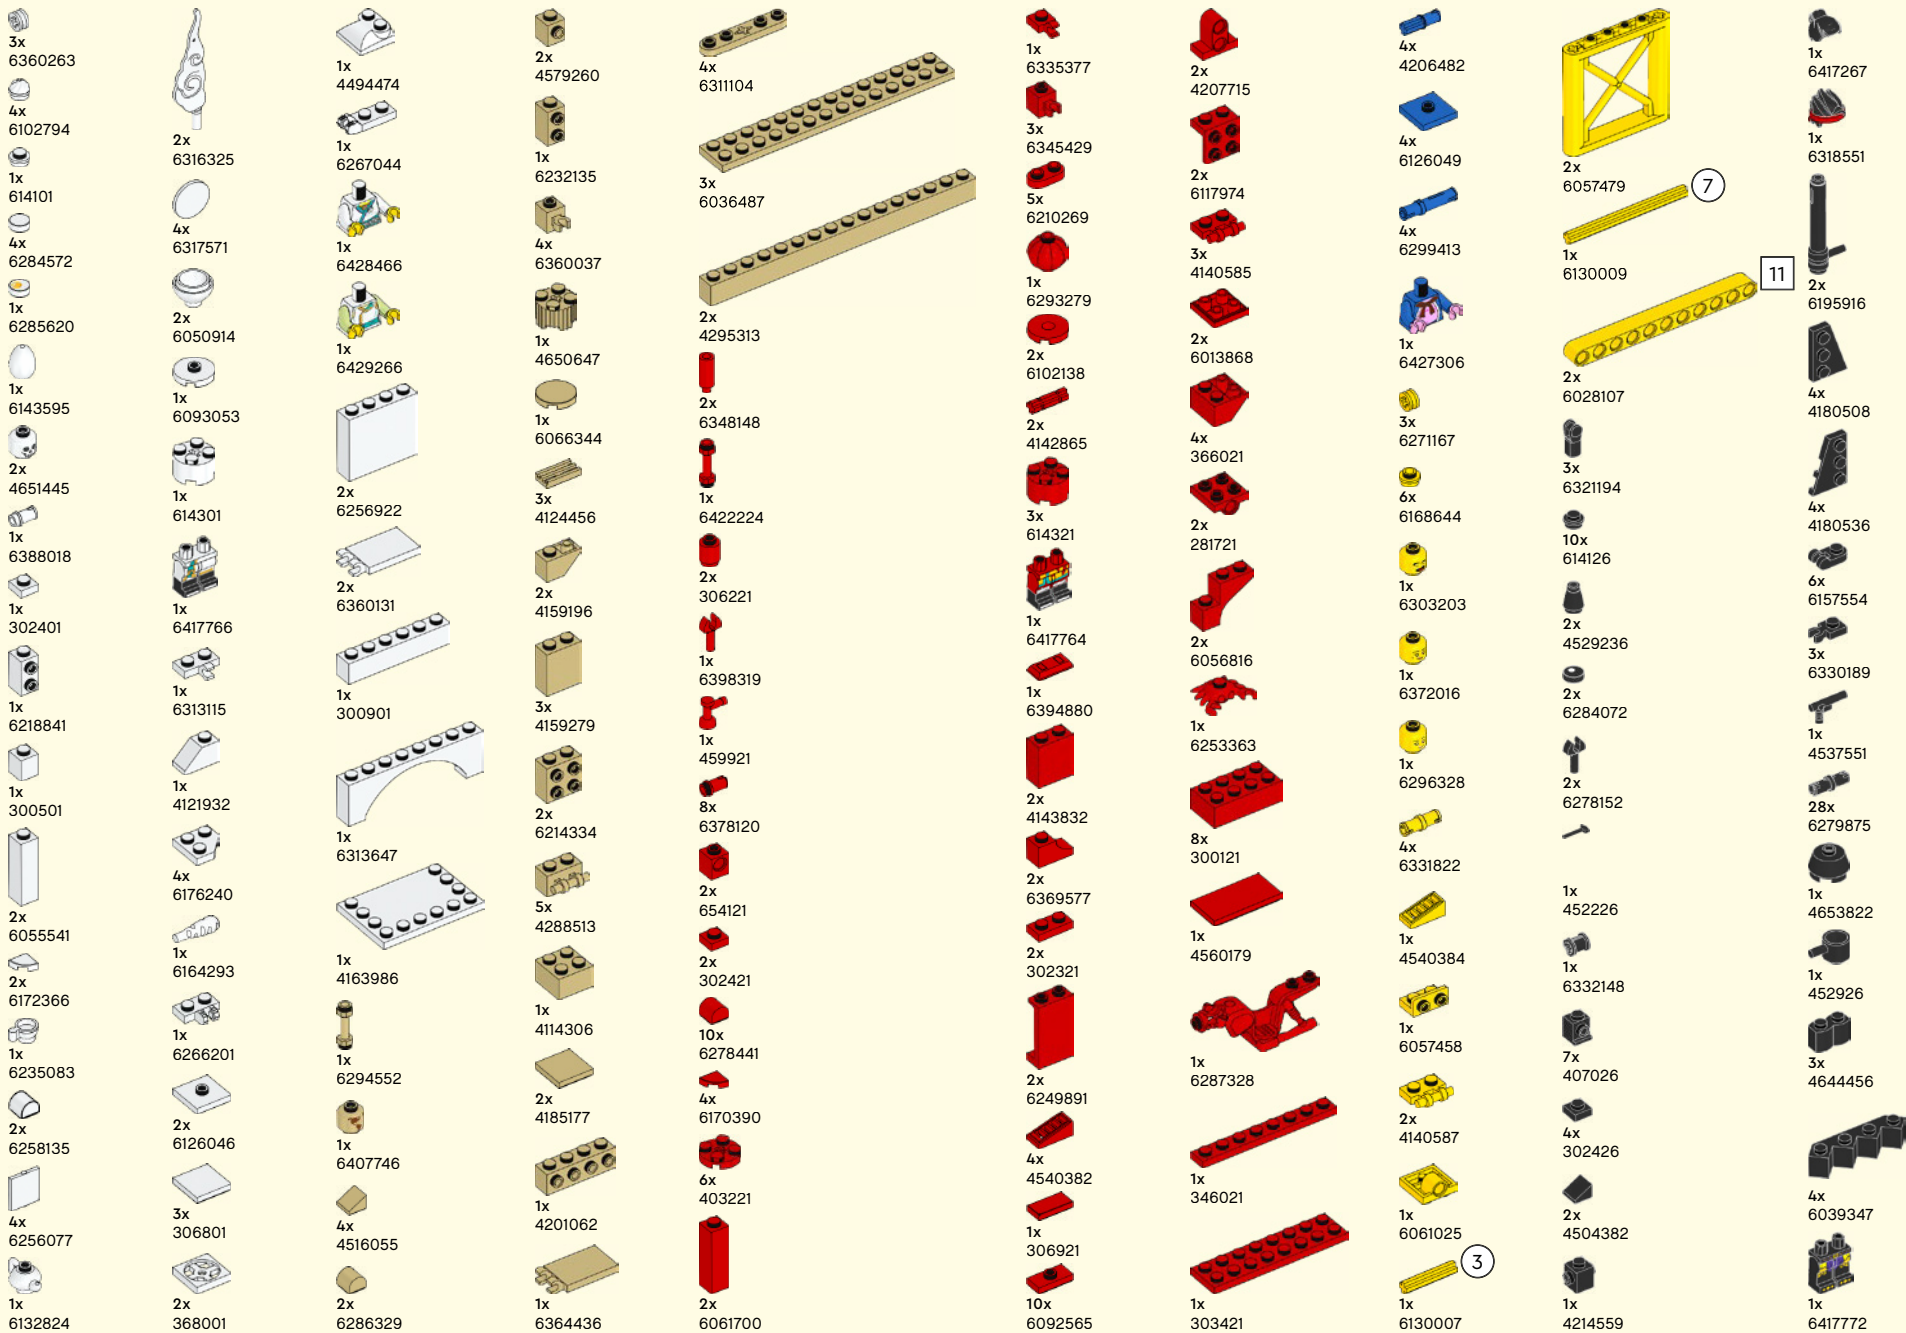 3x
6360263
4x
6102794
1x
614101
4x
6284572
1x
6285620
1x
6143595
2x
4651445
1x
6388018
1x
302401
1x
6218841
1x
300501
2x
6055541
2x
6172366
1x
6235083
2x
6258135
4x
6256077
1x
6132824
2x
6316325
4x
6317571
2x
6050914
1x
6093053
1x
614301
1x
6417766
1x
6313115
1x
4121932
4x
6176240
1x
6164293
1x
6266201
2x
6126046
3x
306801
2x
368001
1x
4494474
1x
6267044
1x
6428466
1x
6429266
2x
6256922
2x
6360131
1x
300901
1x
6313647
1x
4163986
1x
6294552
1x
6407746
4x
4516055
2x
6286329
2x
4579260
1x
6232135
4x
6360037
1x
4650647
1x
6066344
3x
4124456
2x
4159196
3x
4159279
2x
6214334
5x
4288513
1x
4114306
2x
4185177
1x
4201062
1x
6364436
4x
6311104
3x
6036487
2x
4295313
2x
6348148
1x
6422224
2x
306221
1x
6398319
1x
459921
8x
6378120
2x
654121
2x
302421
10x
6278441
4x
6170390
6x
403221
2x
6061700
1x
6335377
3x
6345429
5x
6210269
1x
6293279
2x
6102138
2x
4142865
3x
614321
1x
6417764
1x
6394880
2x
4143832
2x
6369577
2x
302321
2x
6249891
4x
4540382
1x
306921
10x
6092565
2x
4207715
2x
6117974
3x
4140585
2x
6013868
4x
366021
2x
281721
2x
6056816
1x
6253363
8x
300121
1x
4560179
1x
6287328
1x
346021
1x
303421
4x
4206482
4x
6126049
4x
6299413
1x
6427306
3x
6271167
6x
6168644
1x
6303203
1x
6372016
1x
6296328
4x
6331822
1x
4540384
1x
6057458
2x
4140587
1x
6061025
3
1x
6130007
2x
6057479
7
1x
6130009
11
2x
6028107
3x
6321194
10x
614126
2x
4529236
2x
6284072
2x
6278152
1x
452226
1x
6332148
7x
407026
4x
302426
2x
4504382
1x
4214559
1x
6417267
1x
6318551
2x
6195916
4x
4180508
4x
4180536
6x
6157554
3x
6330189
1x
4537551
28x
6279875
1x
4653822
1x
452926
3x
4644456
4x
6039347
1x
6417772